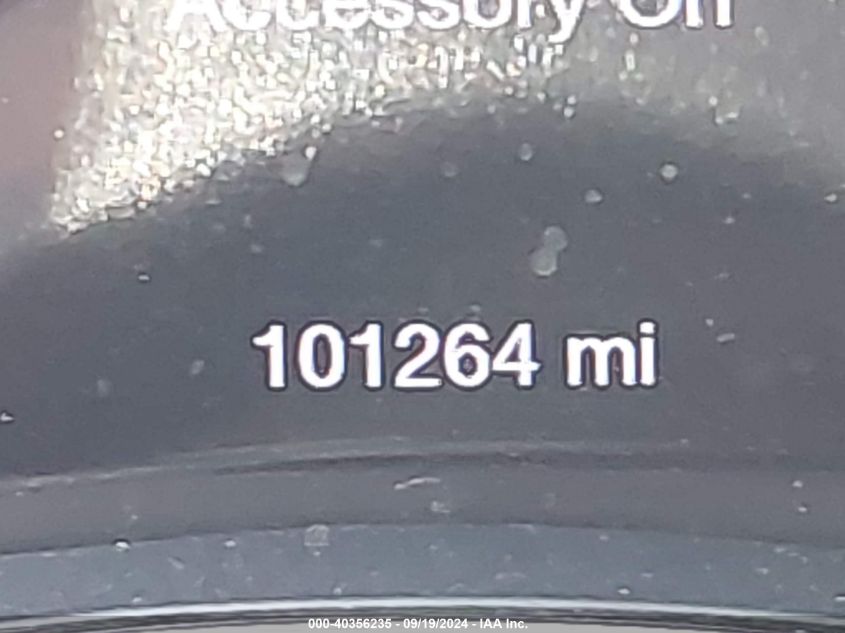 Accessory On
101264 mi
000-40356235 - 09/19/2024 - IAA Inc.